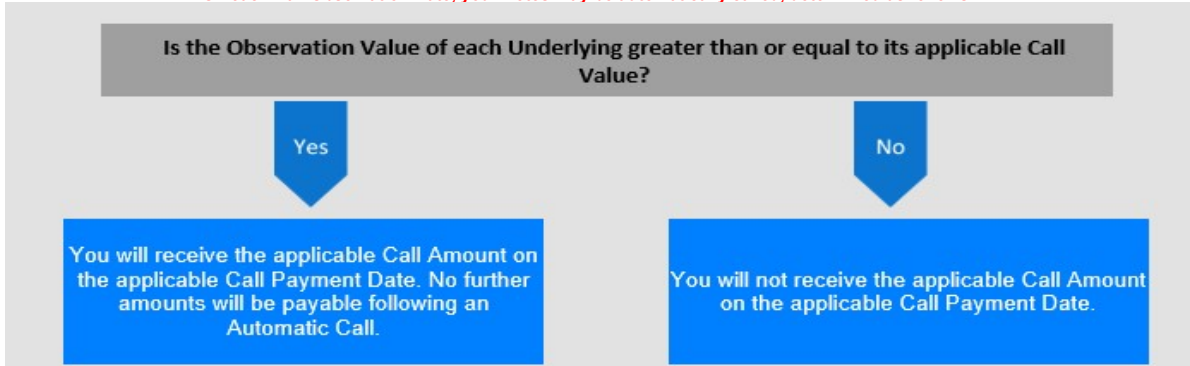 Is the Observation Value of each Underlying greater than or equal to its applicable Call
Value?
Yes
No
You will receive the applicable Call Amount on
the applicable Call Payment Date. No further
amounts will be payable following an
Automatic Call.
You will not receive the applicable Call Amount
on the applicable Call Payment Date.